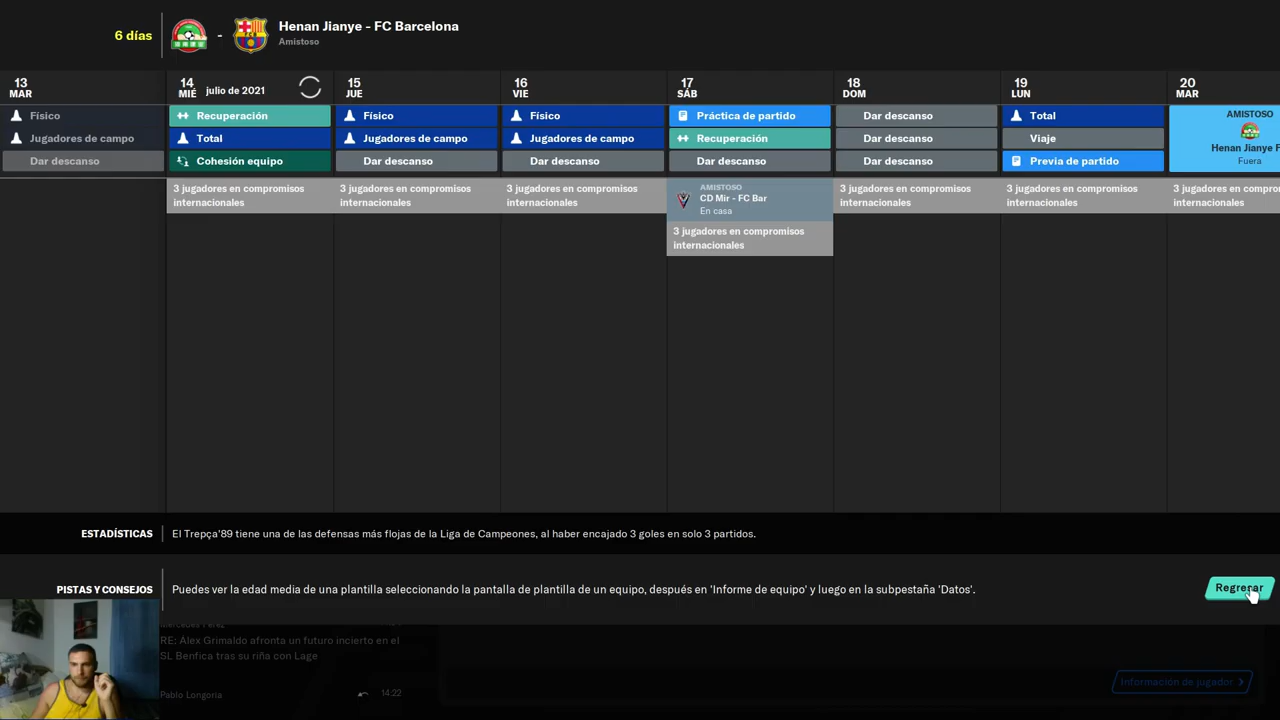 6 días
-
Henan Jianye - FC Barcelona
Amistoso
13
MAR
Físico
Jugadores de campo
Dar descanso
14
MIÉ
julio de 2021
Recuperación
Total
Cohesión equipo
3 jugadores en compromisos
internacionales
15
JUE
Físico
Jugadores de campo
Dar descanso
3 jugadores en compromisos
internacionales
16
VIE
Físico
Jugadores de campo
Dar descanso
3 jugadores en compromisos
internacionales
17
SÁB
Práctica de partido
Recuperación
Dar descanso
AMISTOSO
CD Mir - FC Bar
En casa
3 jugadores en compromisos
internacionales
18
DOM
Dar descanso
Dar descanso
Dar descanso
3 jugadores en compromisos
internacionales
19
LUN
Total
Viaje
Previa de partido
3 jugadores en compromisos
internacionales
20
MAR
AMISTOSO
Henan Jianye F
Fuera
3 jugadores en compromisos
internacionales
ESTADÍSTICAS
El Trepça'89 tiene una de las defensas más flojas de la Liga de Campeones, al haber encajado 3 goles en solo 3 partidos.
PISTAS Y CONSEJOS
Puedes ver la edad media de una plantilla seleccionando la pantalla de plantilla de un equipo, después en 'Informe de equipo' y luego en la subpestaña 'Datos'.
Regresar
RE: Álex Grimaldo afronta un futuro incierto en el
SL Benfica tras su riña con Lage
Pablo Longoria
14:22
Información de jugador